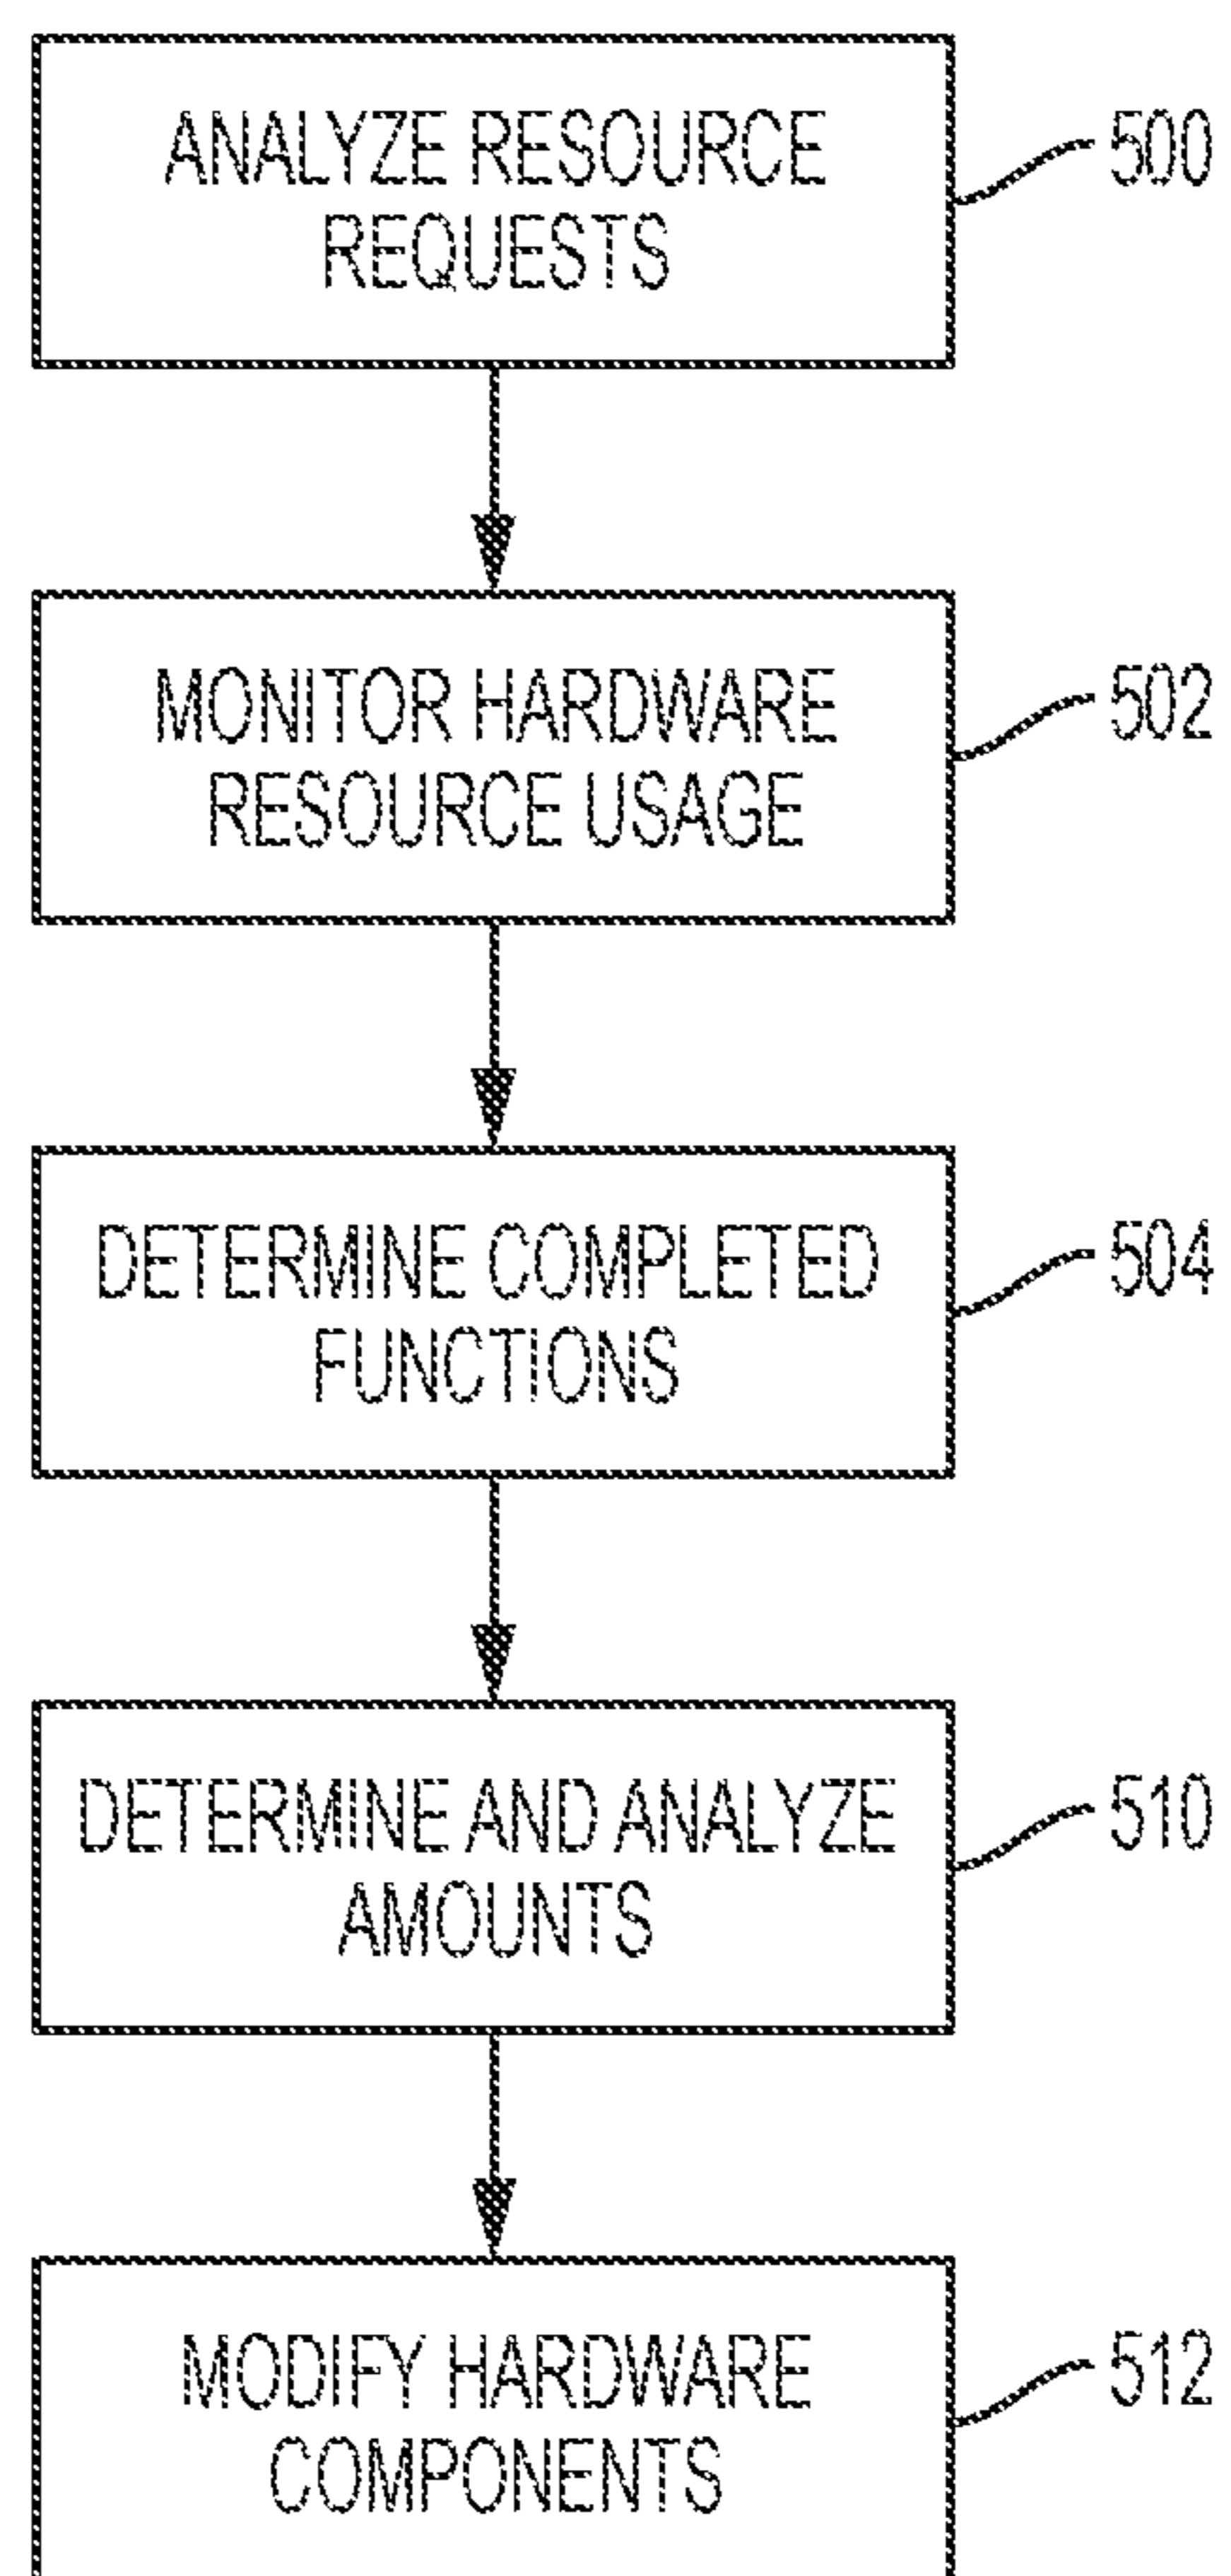 ANALYZE RESOURCE
REQUESTS
500
MONITOR HARDWARE
RESOURCE USAGE
502
DETERMINE COMPLETED
FUNCTIONS
504
DETERMINE AND ANALYZE
AMOUNTS
510
MODIFY HARDWARE
COMPONENTS
512